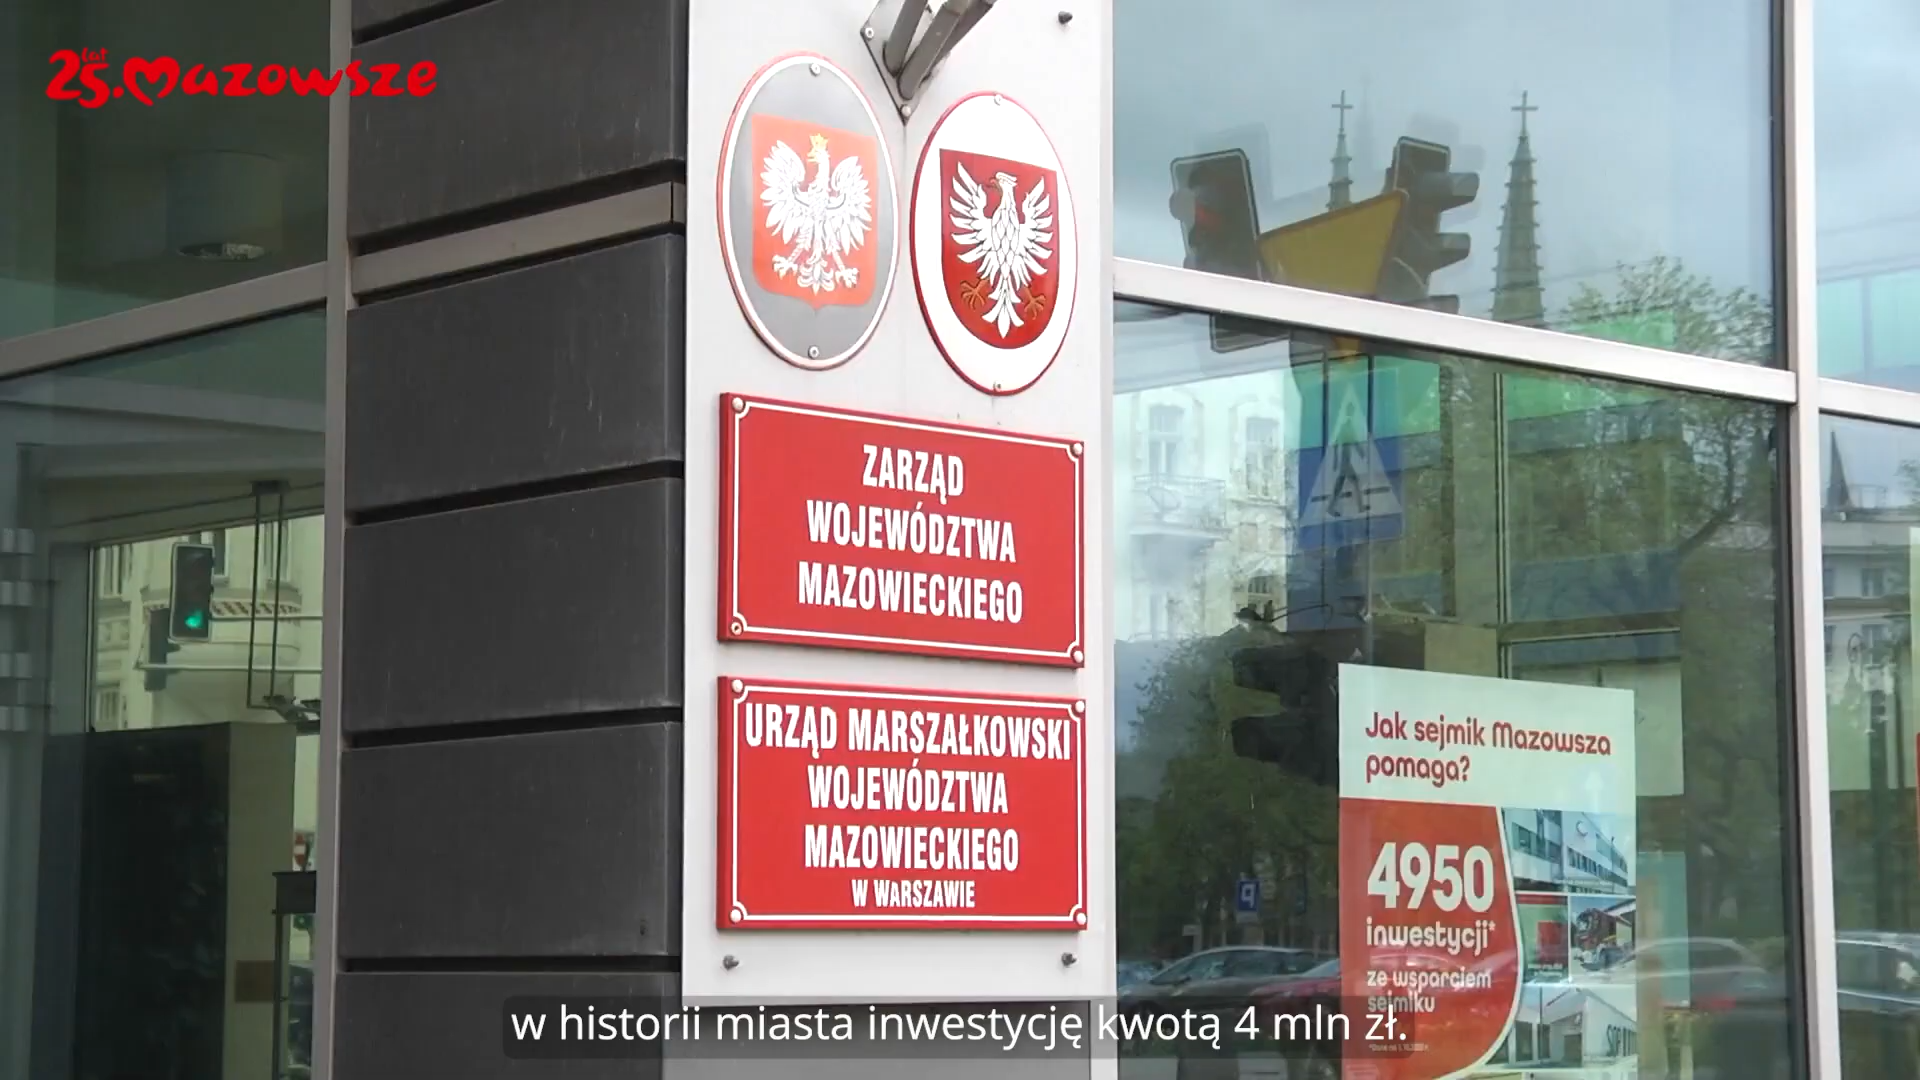 25 lat.Mazowsze
ZARZĄD
WOJEWÓDZTWA
MAZOWIECKIEGO
URZĄD MARSZAŁKOWSKI
WOJEWÓDZTWA
MAZOWIECKIEGO
W WARSZAWIE
Jak sejmik Mazowsza
pomaga?
4950
inwestycji*
ze wsparciem
sejmiku
w historii miasta inwestycję kwotą 4 mln zł.